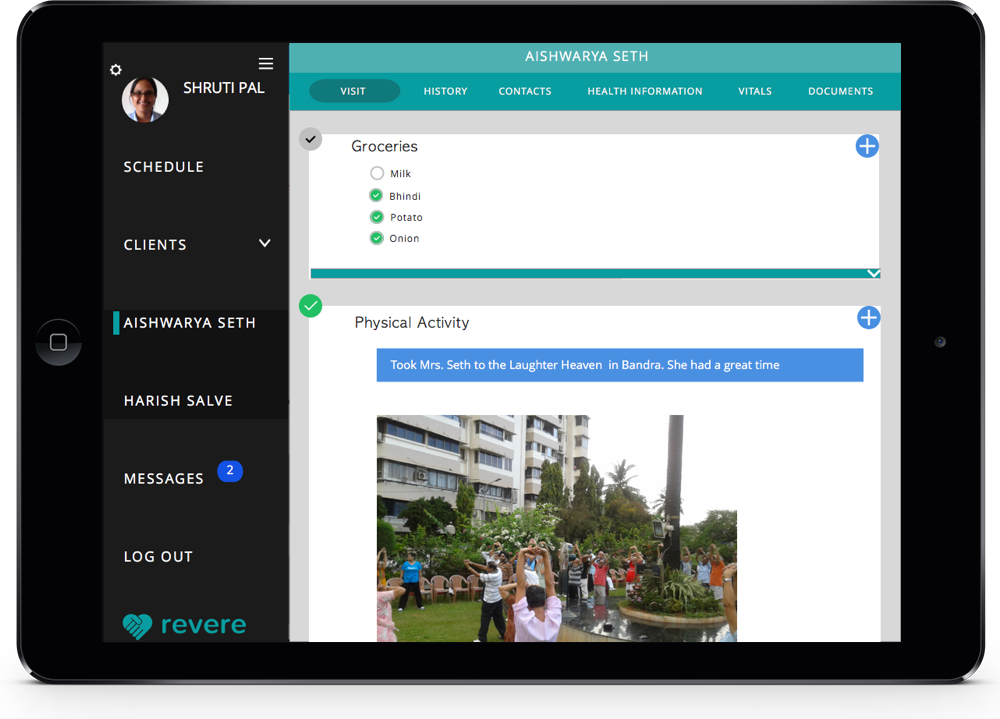 SHRUTI PAL
SCHEDULE
CLIENTS
AISHWARYA SETH
HARISH SALVE
MESSAGES 2
LOG OUT
revere
AISHWARYA SETH
VISIT HISTORY CONTACTS HEALTH INFORMATION VITALS DOCUMENTS
Groceries
Milk
Bhindi
Potato
Onion
Physical Activity
Took Mrs. Seth to the Laughter Heaven in Bandra. She had a great time